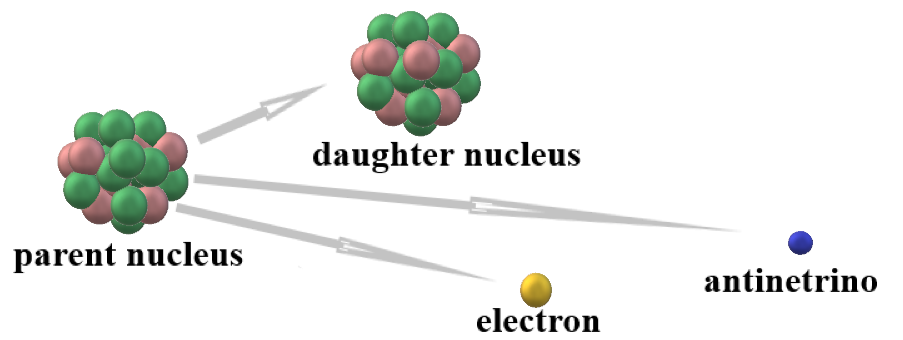 daughter nucleus
parent nucleus
antinetrino
electron